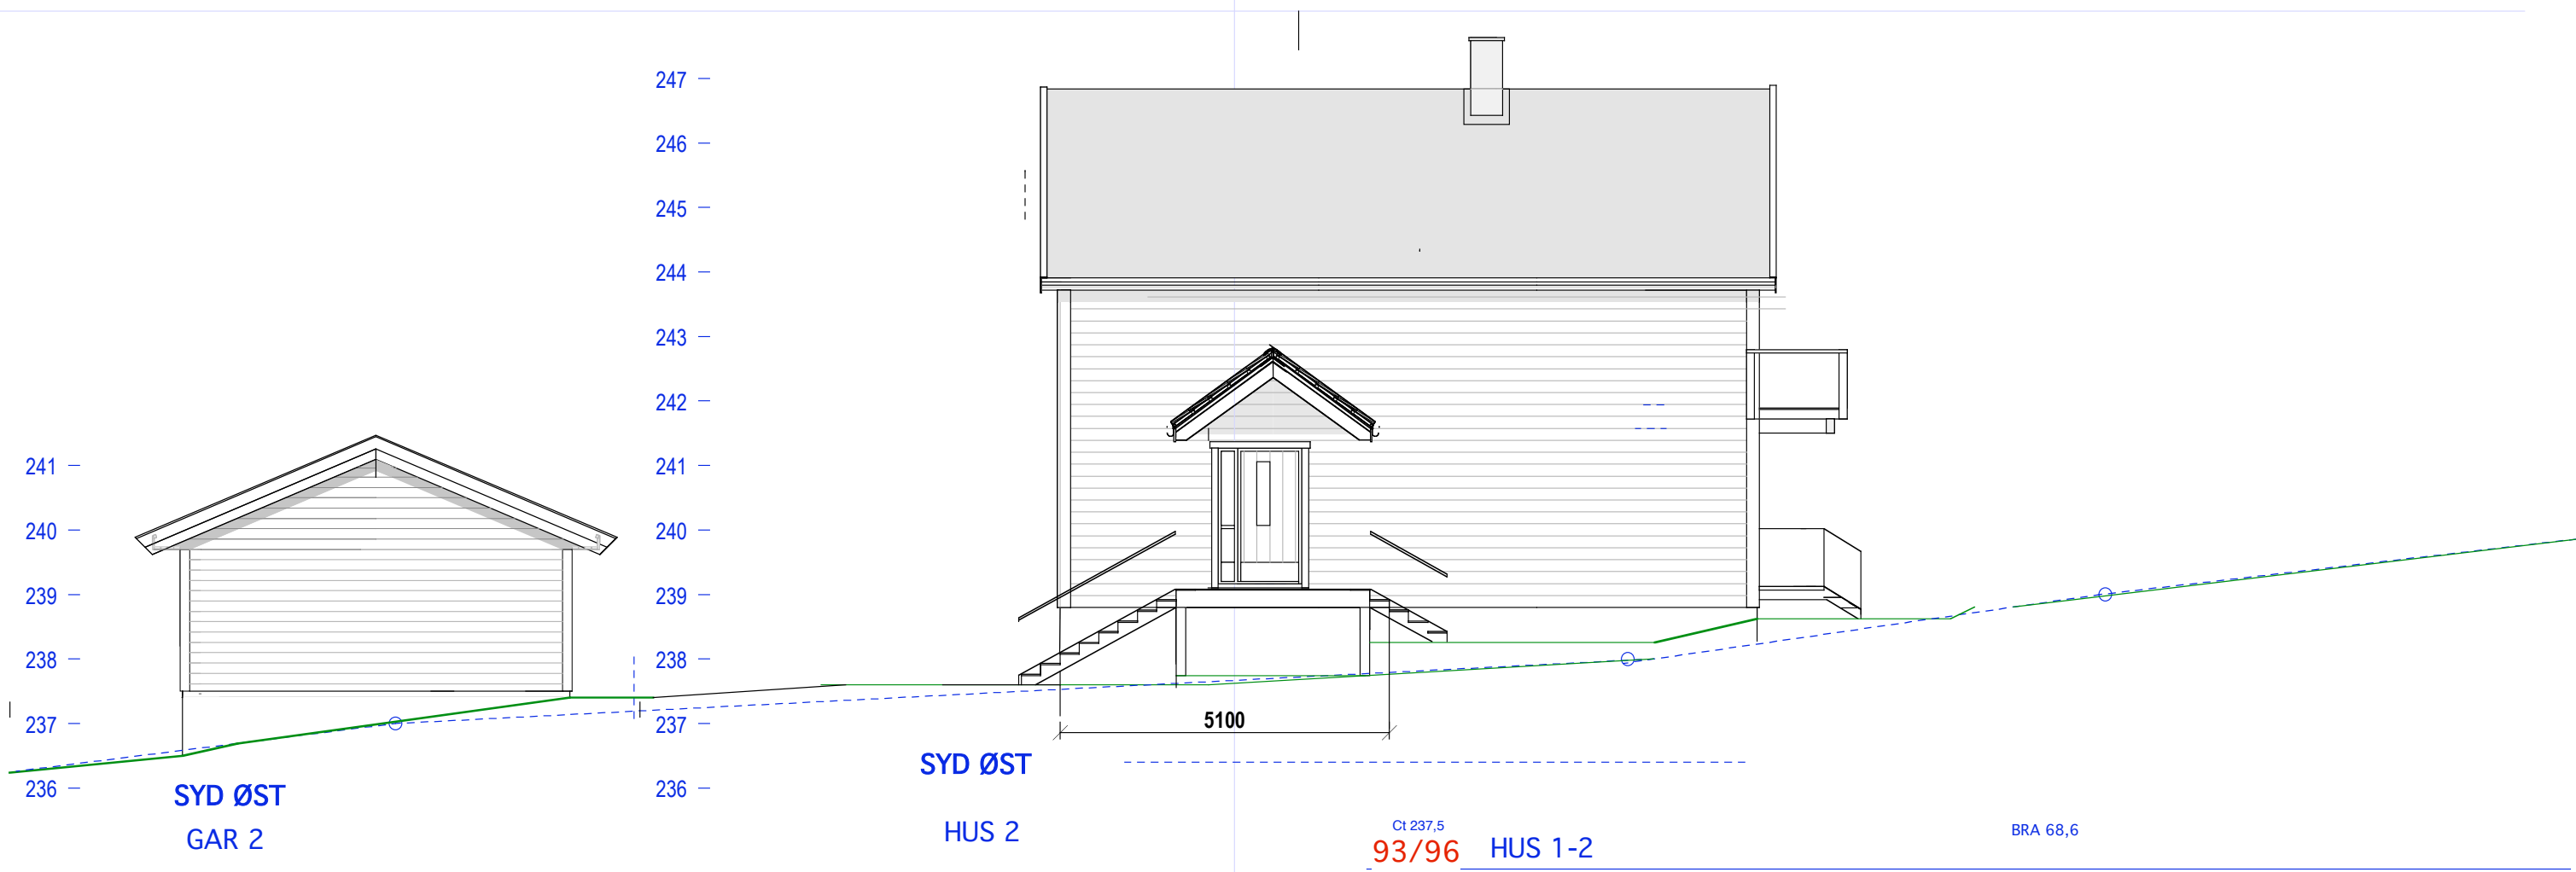 247
246
245
244
243
242
241 241
240 240
239 239
238 238
237 237
236 236
5100
SYD ØST SYD ØST
GAR 2 HUS 2
Ct 237,5
93/96 HUS 1-2
BRA 68,6